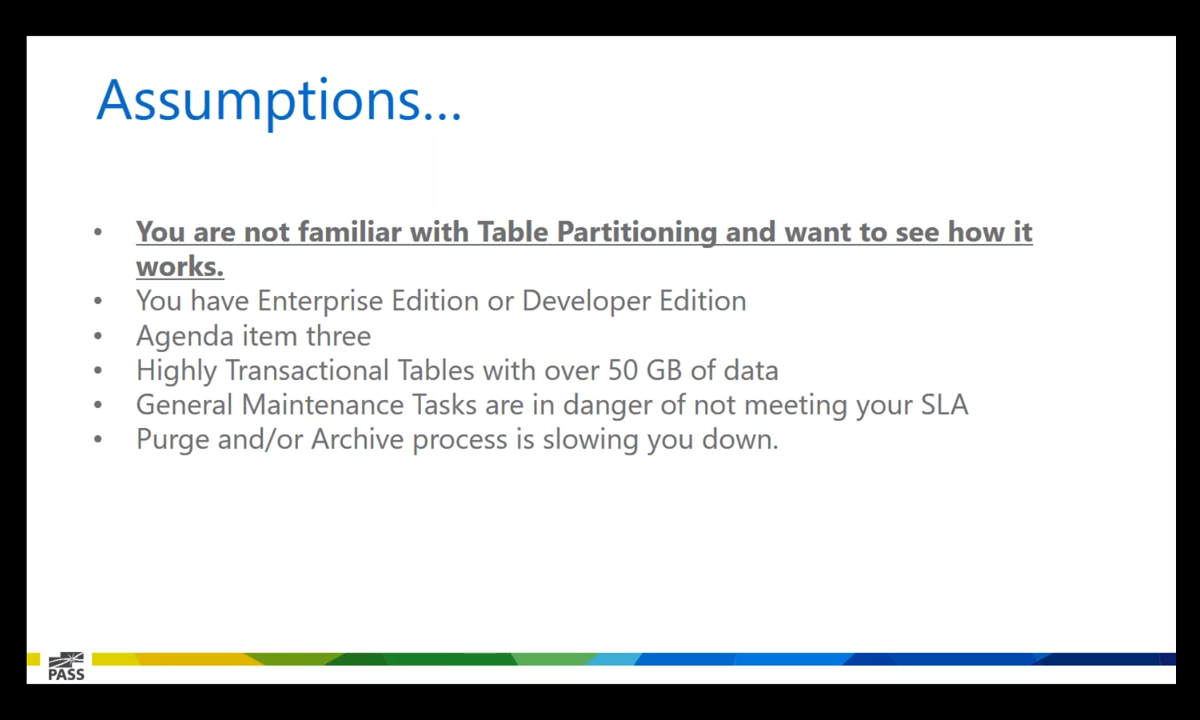 Assumptions...
• You are not familiar with Table Partitioning and want to see how it
works.
• You have Enterprise Edition or Developer Edition
• Agenda item three
• Highly Transactional Tables with over 50 GB of data
• General Maintenance Tasks are in danger of not meeting your SLA
• Purge and/or Archive process is slowing you down.
PASS